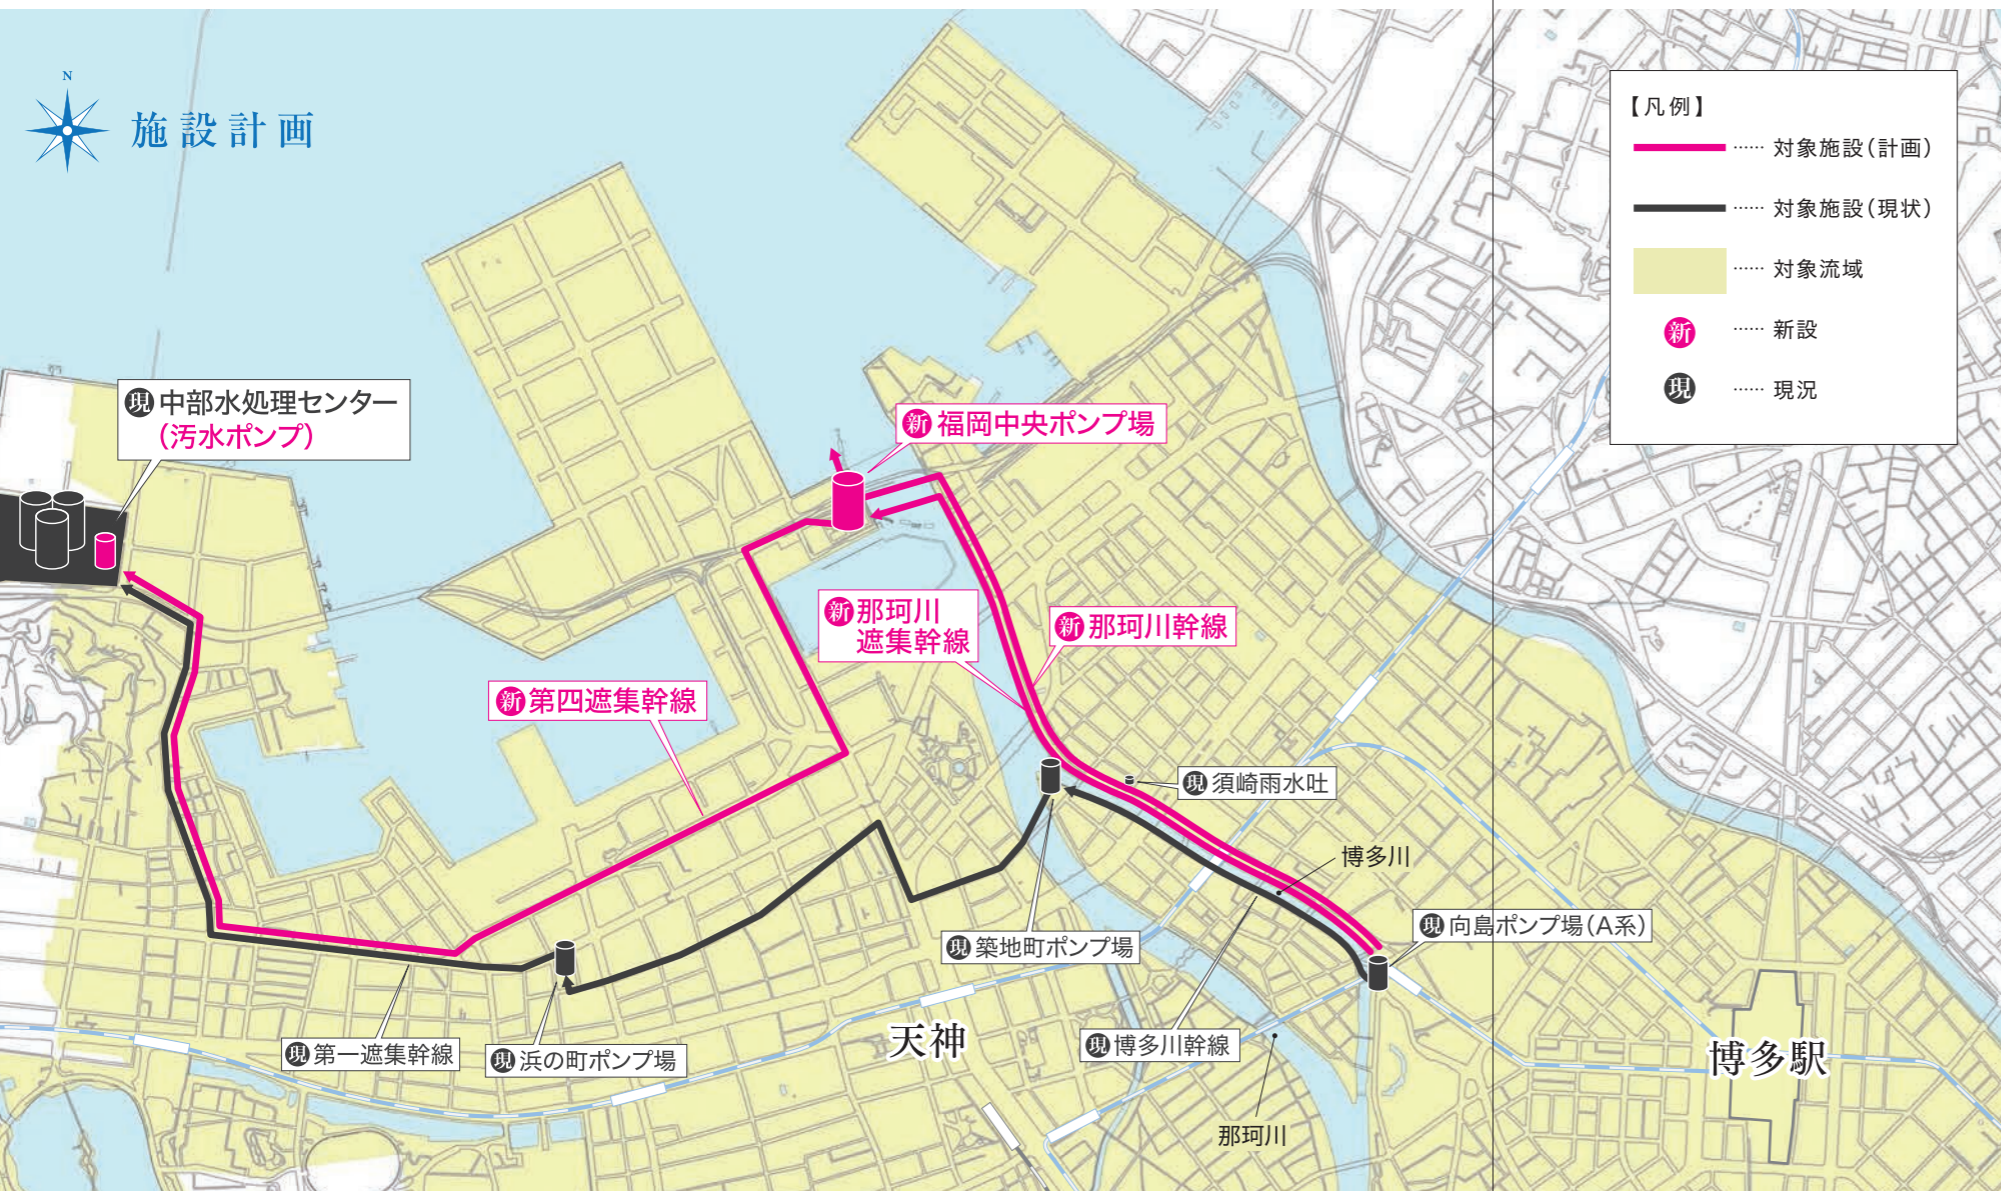 N
施設計画
【凡例】
…… 対象施設(計画)
…… 対象施設(現状)
…… 対象流域
新 …… 新設
現 …… 現況
現 中部水処理センター
(汚水ポンプ)
新 福岡中央ポンプ場
新 那珂川
遮集幹線
新 那珂川幹線
新 第四遮集幹線
現 須崎雨水吐
博多川
現 向島ポンプ場(A系)
現 築地町ポンプ場
現 第一遮集幹線
現 浜の町ポンプ場
天神
現 博多川幹線
博多駅
那珂川